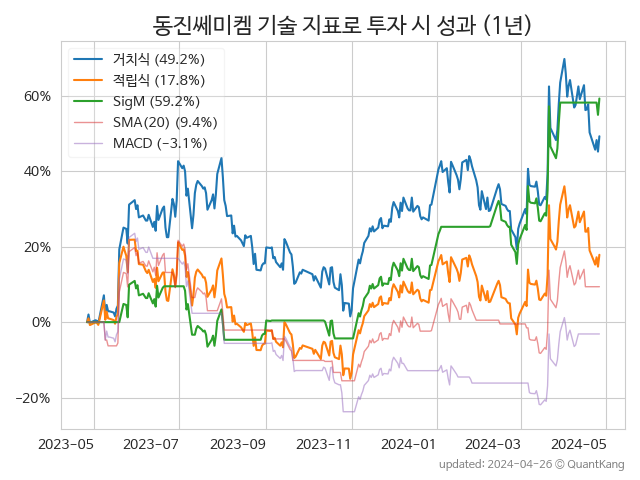 동진쎄미켐 기술 지표로 투자 시 성과 (1년)
거치식 (49.2%)
적립식 (17.8%)
SigM (59.2%)
SMA(20) (9.4%)
MACD (−3.1%)
60%
40%
20%
0%
−20%
2023-05 2023-07 2023-09 2023-11 2024-01 2024-03 2024-05
updated: 2024-04-26 © QuantKang